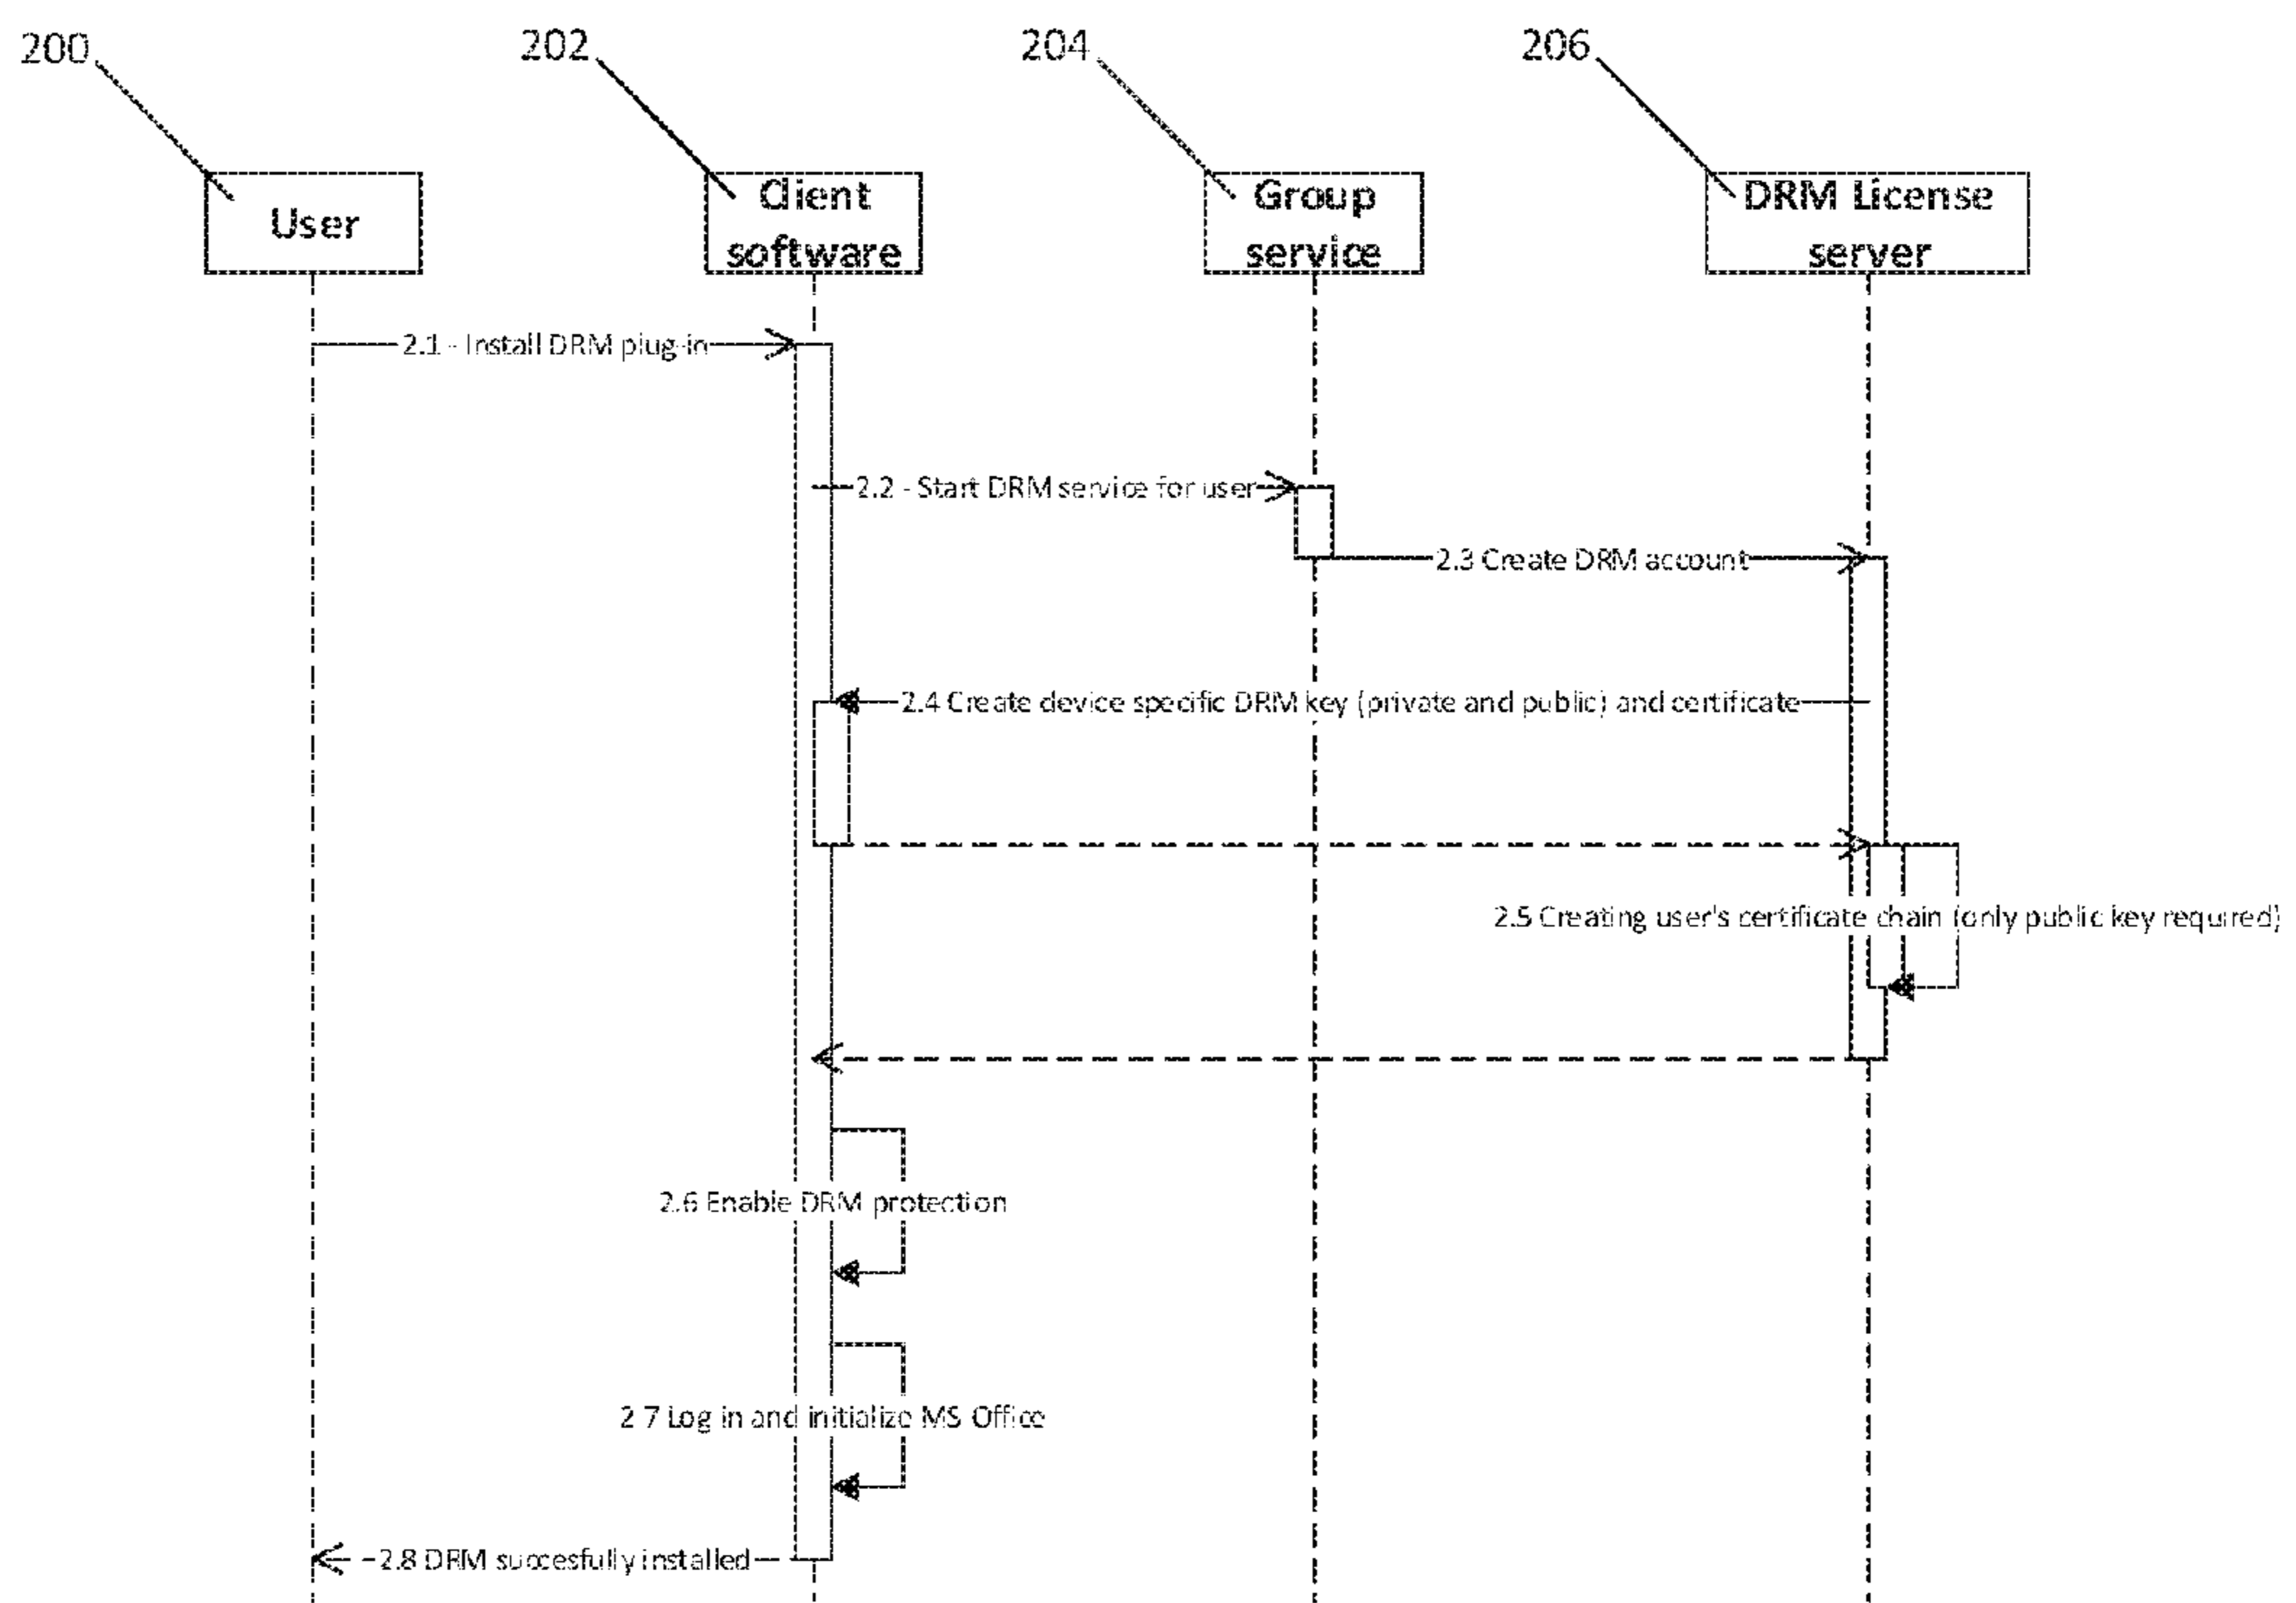 200
202
204
206
User
Client
software
Group
service
DRM License
server
2.1 - Install DRM plug-in
2.2 - Start DRM service for user
2.3 Create DRM account
2.4 Create device specific DRM key (private and public) and certificate
2.5 Creating user's certificate chain (only public key required)
2.6 Enable DRM protection
2.7 Log in and initialize MS Office
2.8 DRM succesfully installed